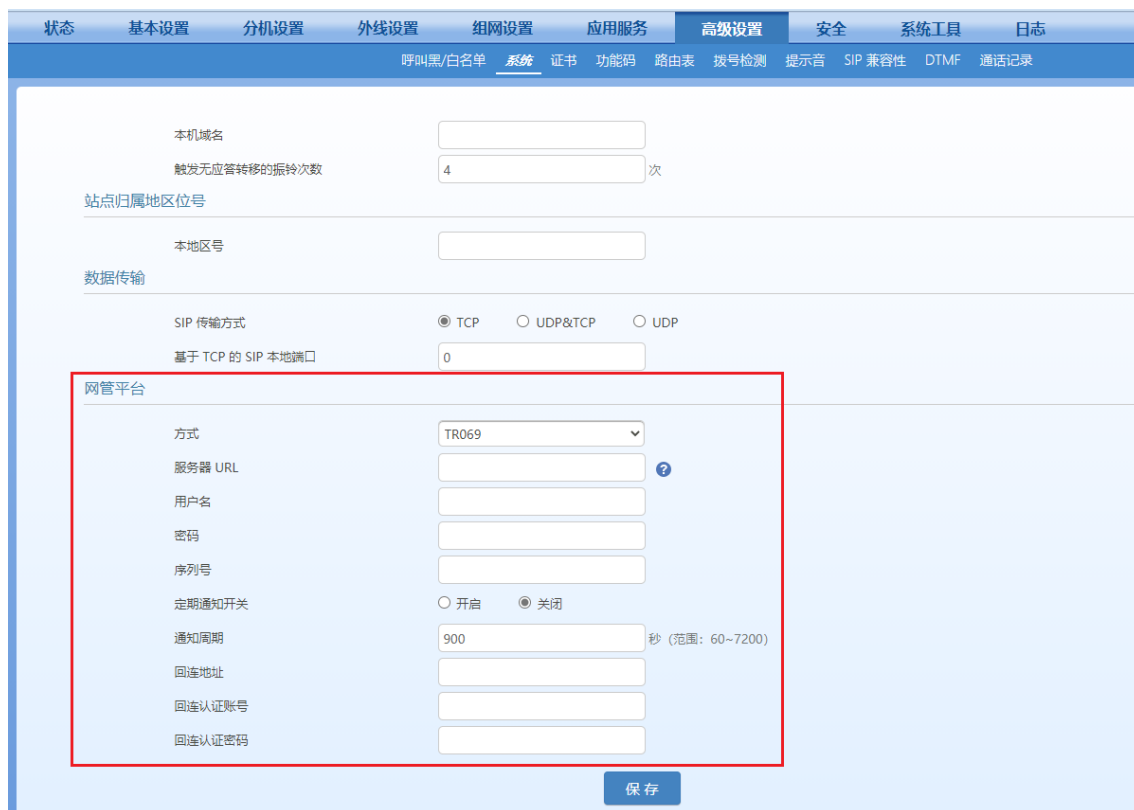 状态 基本设置 分机设置 外线设置 组网设置 应用服务 高级设置 安全 系统工具 日志
呼叫黑/白名单 系统 证书 功能码 路由表 拨号检测 提示音 SIP 兼容性 DTMF 通话记录
本机域名
触发无应答转移的振铃次数 4 次
站点归属地区位号
本地区号
数据传输
SIP 传输方式 TCP UDP&TCP UDP
基于 TCP 的 SIP 本地端口 0
网管平台
方式 TR069
服务器 URL ?
用户名
密码
序列号
定期通知开关 开启 关闭
通知周期 900 秒 (范围: 60~7200)
回连地址
回连认证账号
回连认证密码
保存